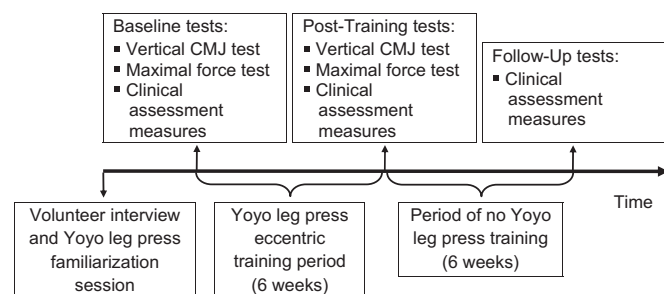 Baseline tests:
▪ Vertical CMJ test
▪ Maximal force test
▪ Clinical
assessment
measures
Post-Training tests:
▪ Vertical CMJ test
▪ Maximal force test
▪ Clinical
assessment
measures
Follow-Up tests:
▪ Clinical
assessment
measures
Time
Volunteer interview
and Yoyo leg press
familiarization
session
Yoyo leg press
eccentric
training period
(6 weeks)
Period of no Yoyo
leg press training
(6 weeks)